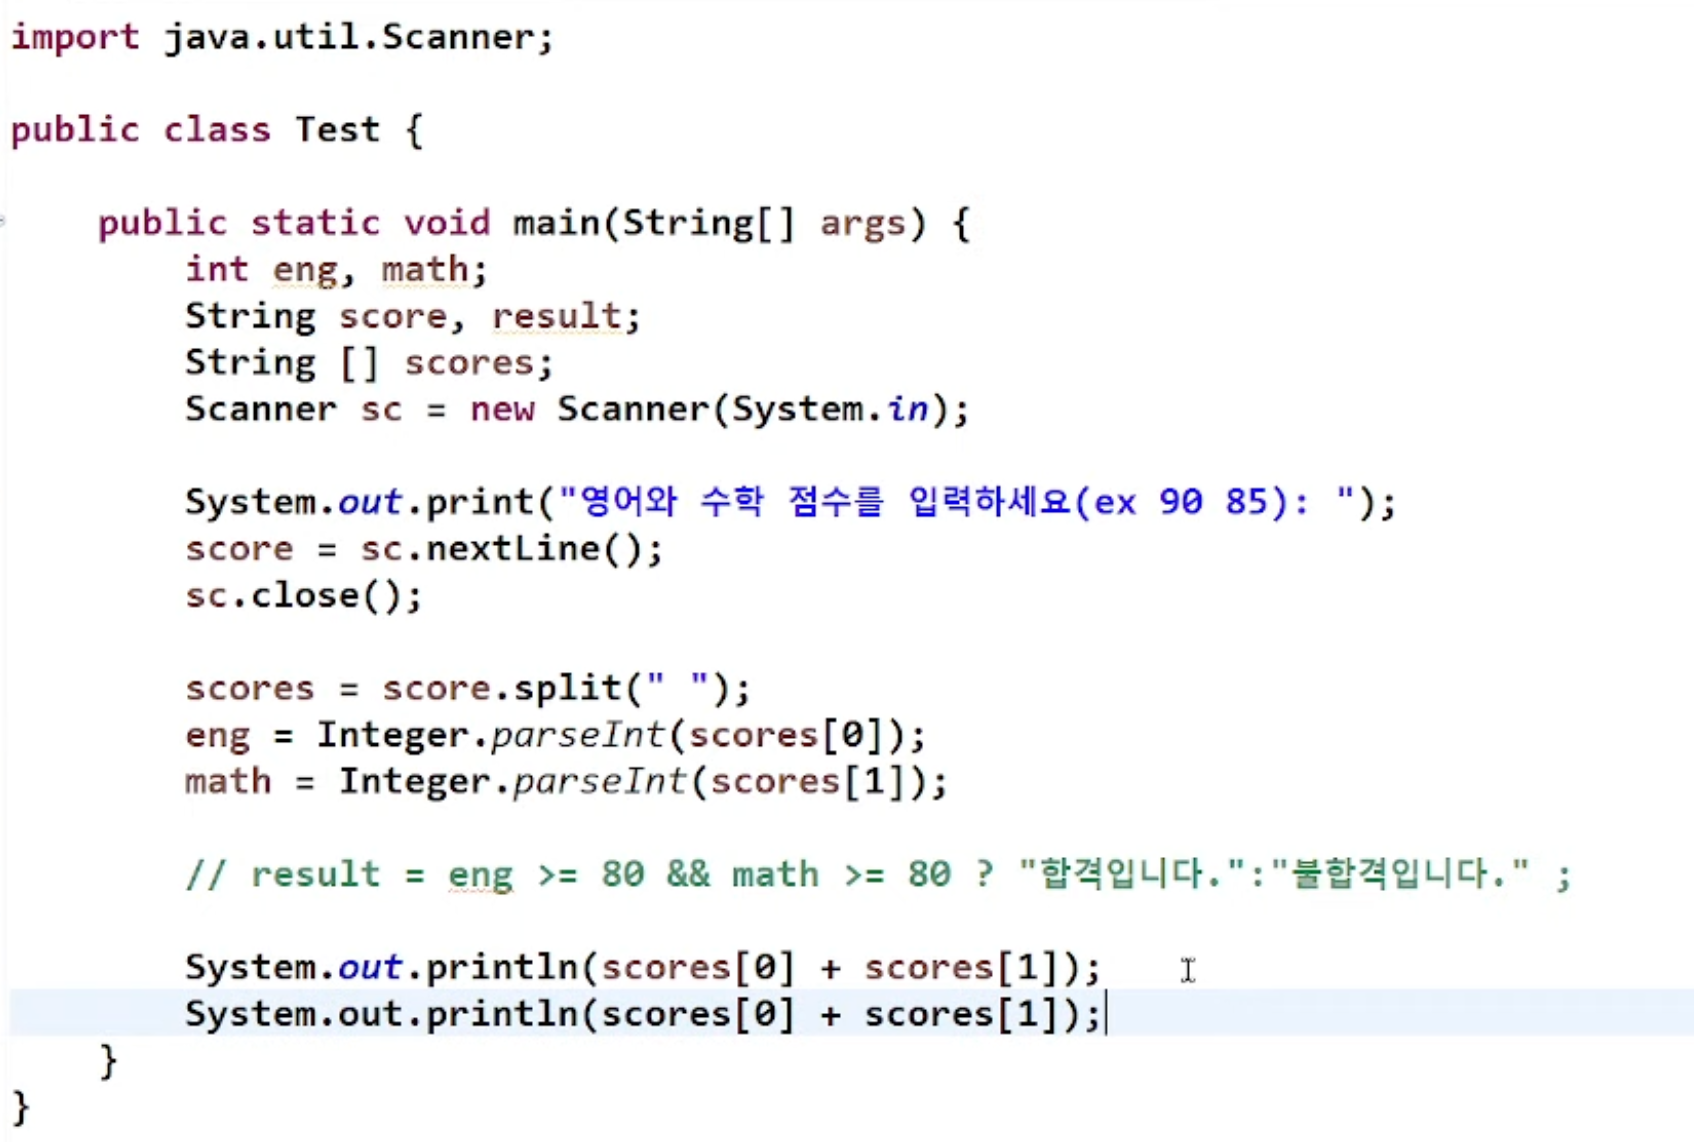 import java.util.Scanner;
public class Test {
public static void main(String[] args) {
int eng, math;
String score, result;
String [] scores;
Scanner sc = new Scanner(System.in);
System.out.print("영어와 수학 점수를 입력하세요(ex 90 85): ");
score = sc.nextLine();
sc.close();
scores = score.split(" ");
eng = Integer.parseInt(scores[0]);
math = Integer.parseInt(scores[1]);
// result = eng >= 80 && math >= 80 ? "합격입니다.":"불합격입니다." ;
System.out.println(scores[0] + scores[1]);
System.out.println(scores[0] + scores[1]);
}
}